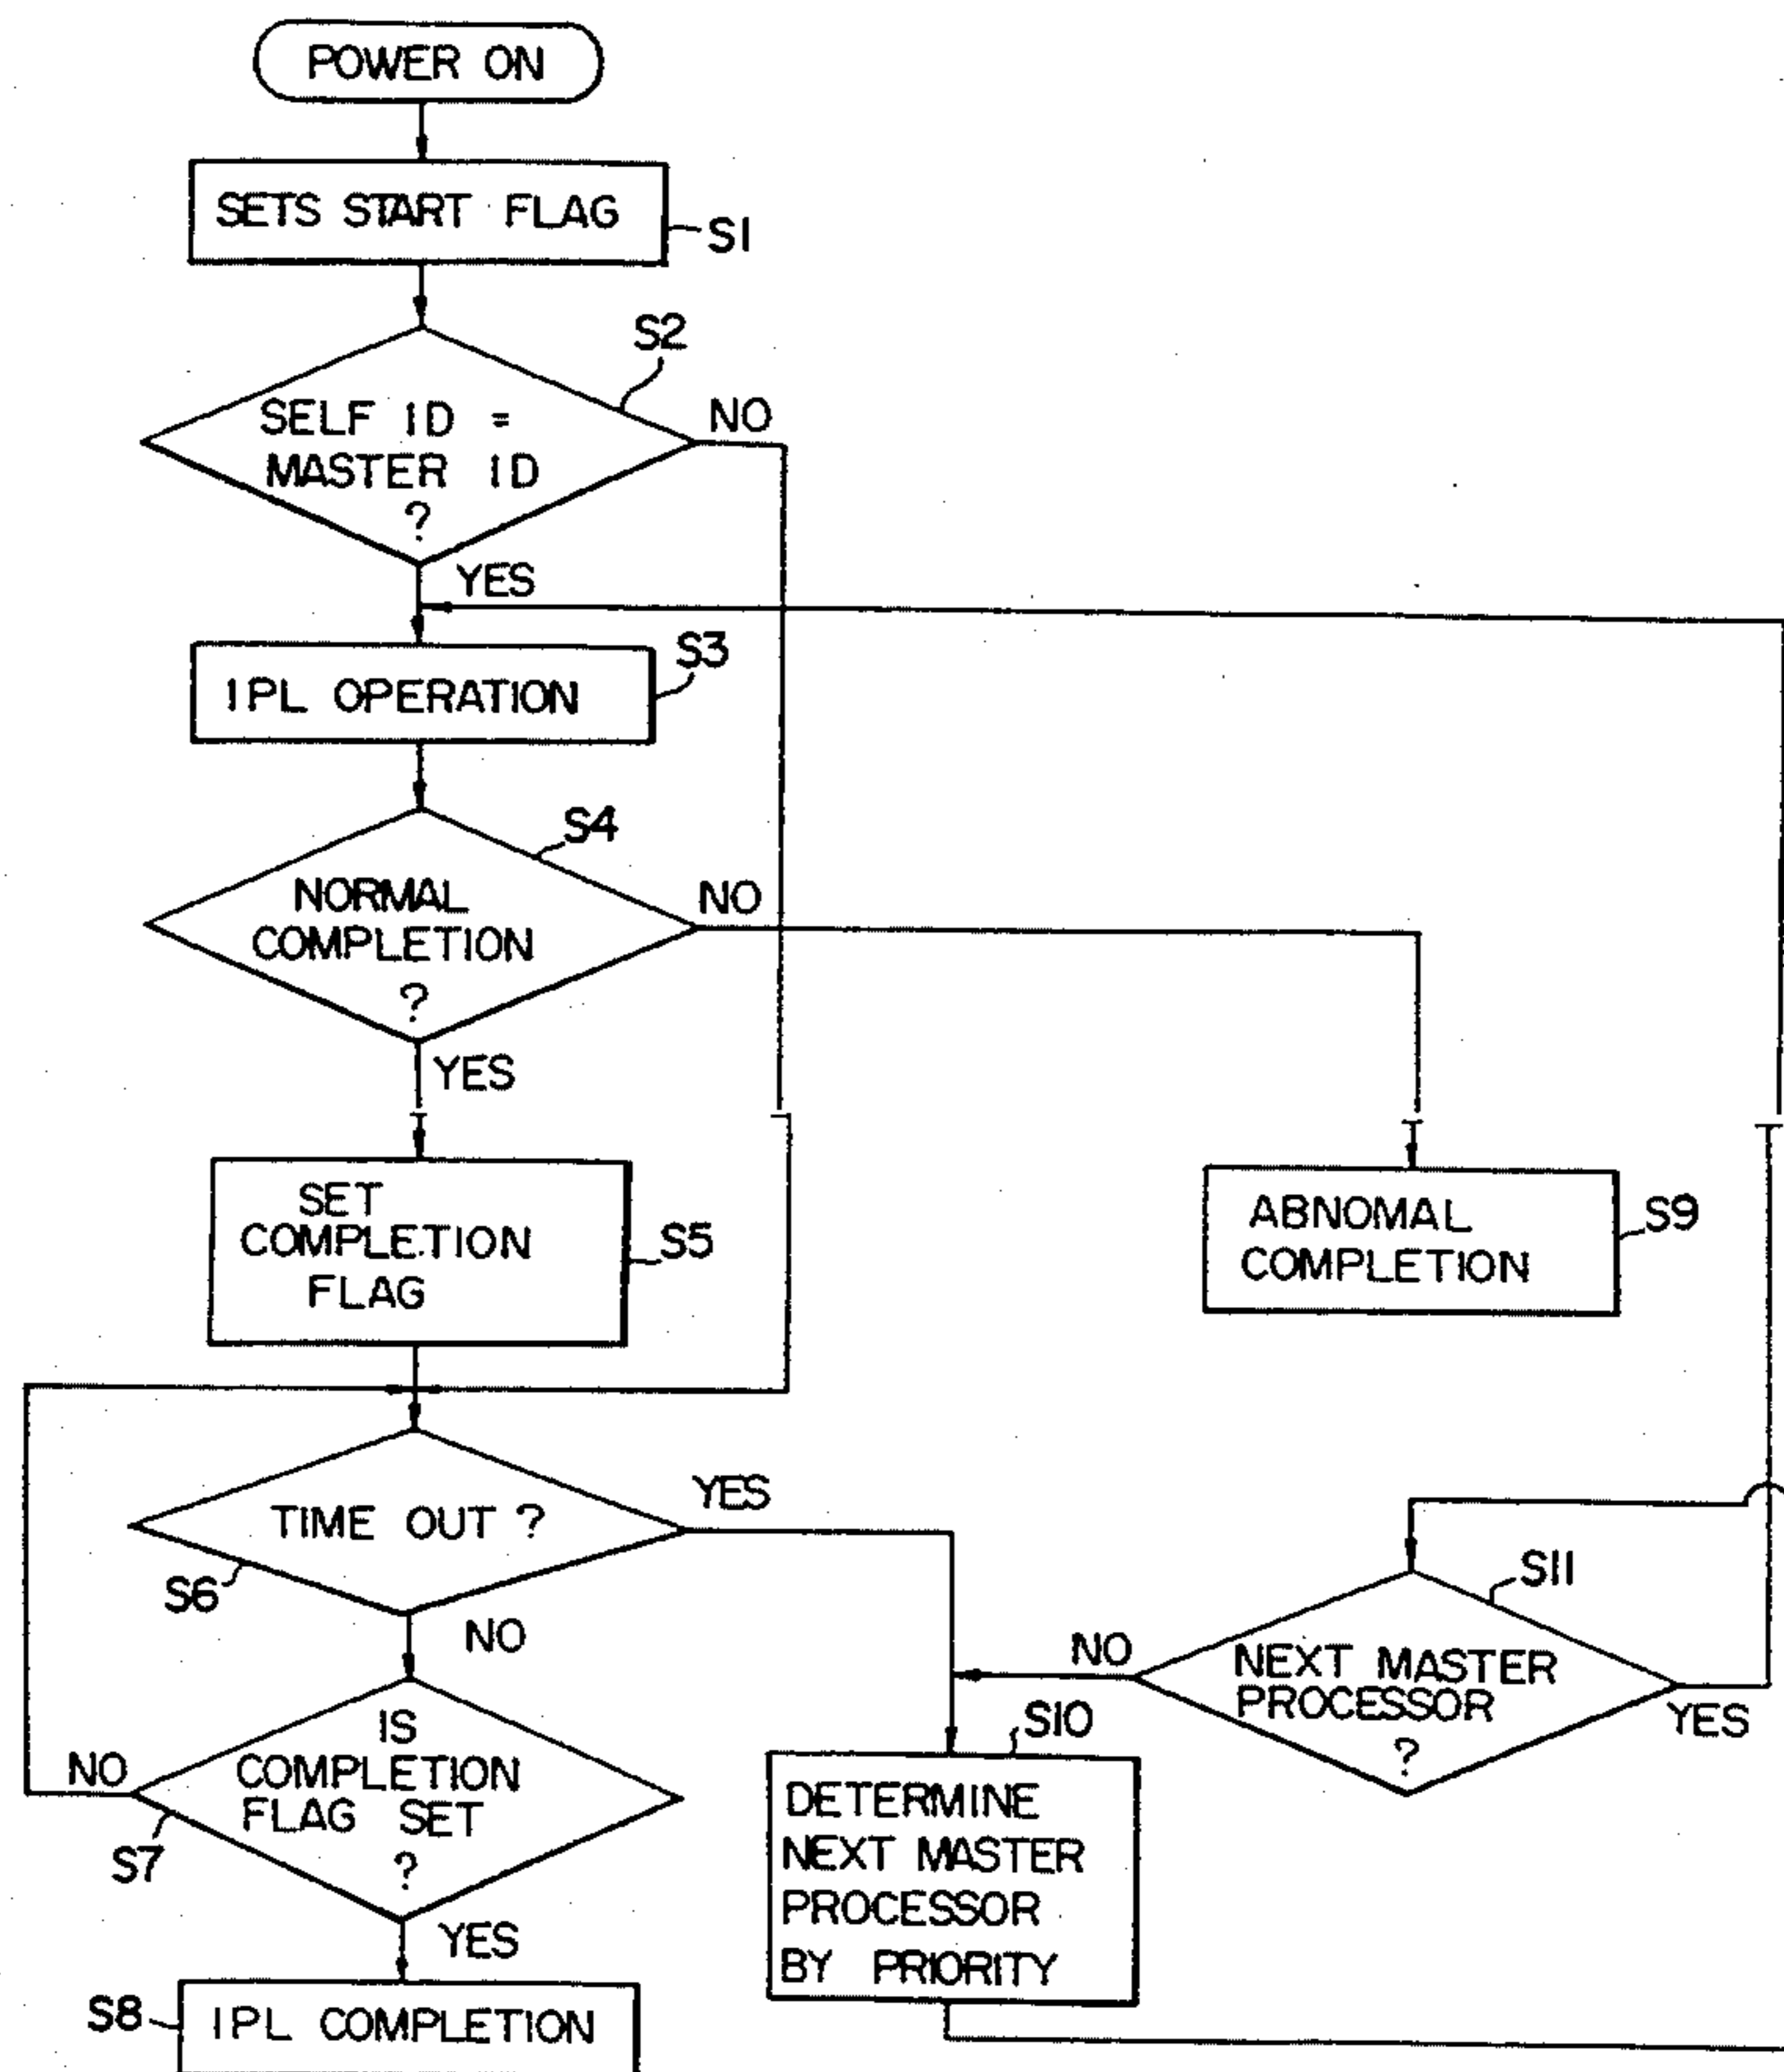 POWER ON
SETS START FLAG
S1
S2
SELF ID =
MASTER ID
?
NO
YES
S3
IPL OPERATION
S4
NORMAL
COMPLETION
?
NO
YES
SET
COMPLETION
FLAG
S5
ABNOMAL
COMPLETION
S9
TIME OUT ?
YES
S6
NO
S11
NEXT MASTER
PROCESSOR
?
NO
YES
IS
COMPLETION
FLAG SET
?
NO
S7
YES
S10
DETERMINE
NEXT MASTER
PROCESSOR
BY PRIORITY
S8
IPL COMPLETION